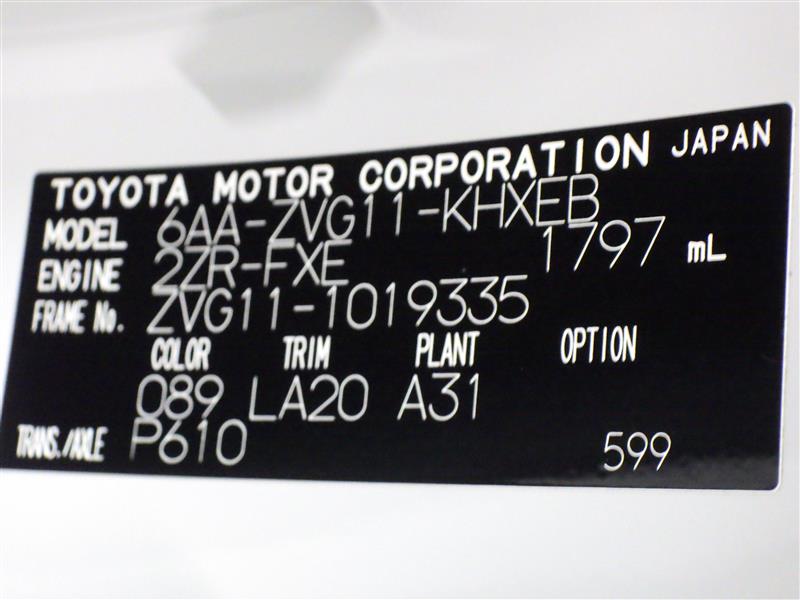 TOYOTA MOTOR CORPORATION JAPAN
MODEL 6AA-ZVG11-KHXEB
ENGINE 2ZR-FXE 1797 mL
FRAME No. ZVG11-1019335
COLOR TRIM PLANT OPTION
089 LA20 A31
TRANS./AXLE P610 599